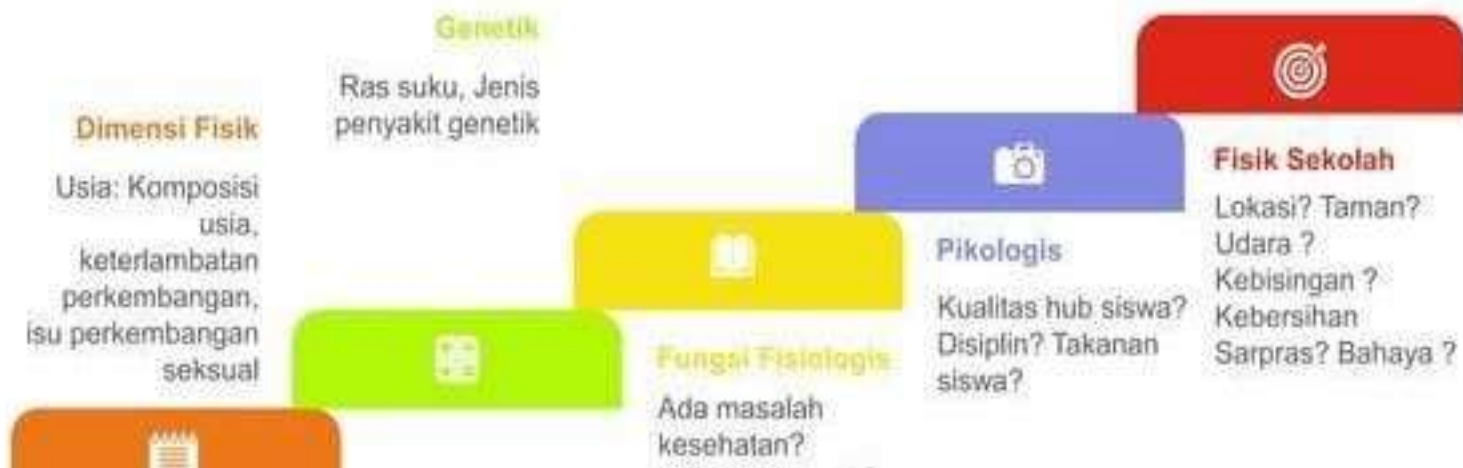 Genetik
Ras suku, Jenis
penyakit genetik
Dimensi Fisik
Usia: Komposisi
usia,
keterlambatan
perkembangan,
isu perkembangan
seksual
Fungsi Fisiologis
Ada masalah
kesehatan?
Pikologis
Kualitas hub siswa?
Disiplin? Takanan
siswa?
Fisik Sekolah
Lokasi? Taman?
Udara ?
Kebisingan ?
Kebersihan
Sarpras? Bahaya ?